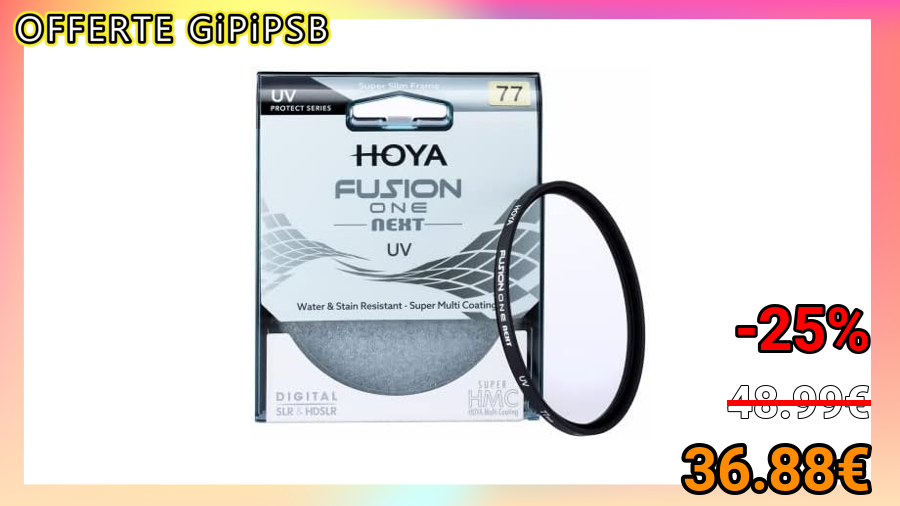 OFFERTE GiPiPSB
UV
PROTECT SERIES
Super Slim Frame
77
HOYA
FUSION
ONE
NEXT
UV
Water & Stain Resistant - Super Multi Coating
DIGITAL
SLR & HDSLR
SUPER
HMC
HOYA Multi-Coating
HOYA
FUSION ONE NEXT
UV
77mm
-25%
48.99€
36.88€